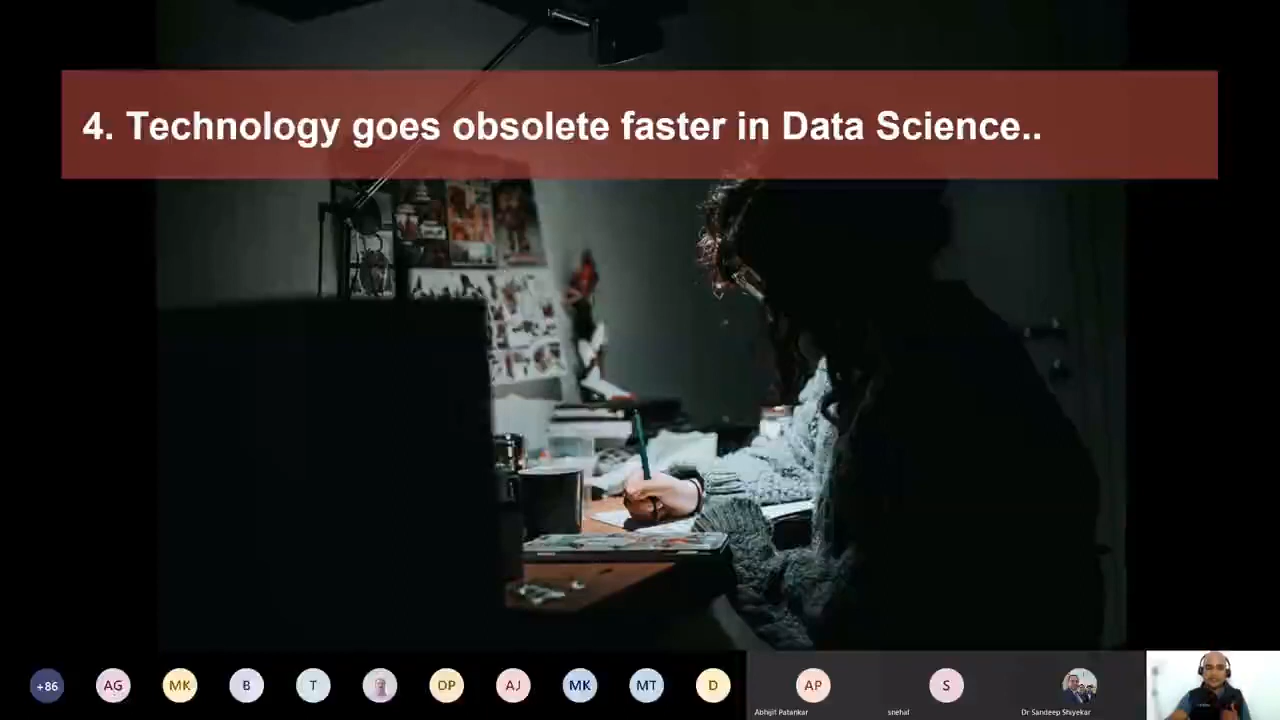 4. Technology goes obsolete faster in Data Science..
+86
AG
MK
B
T
DP
AJ
MK
MT
D
AP
S
Abhijit Patankar
snehal
Dr Sandeep Shiyekar